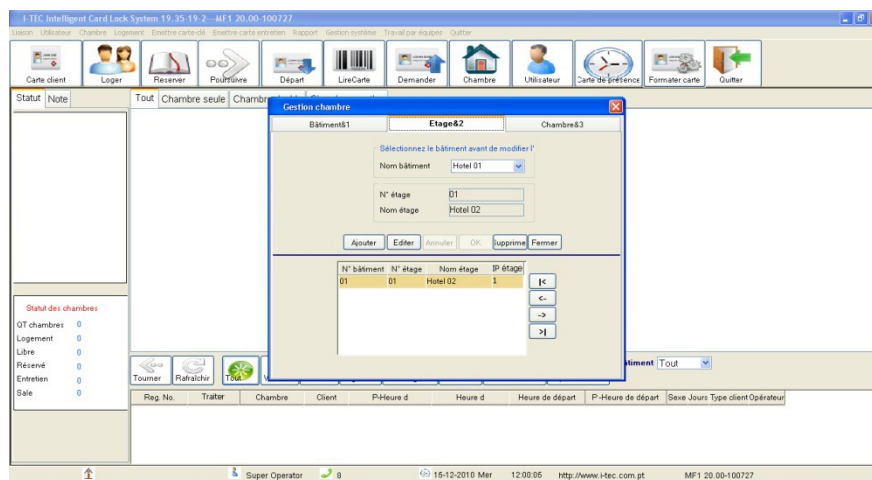 I-TEC Intelligent Card Lock System 19.35-19-2---MF1 20.00-100727
Liaison Utilisateur Chambre Logement Emettre carte-clé Emettre carte entretien Rapport Gestion système Travail par équipes Quitter
Carte client Loger Reserver Poursuivre Départ LireCarte Demander Chambre Utilisateur Carte de présence Formater carte Quitter
Statut Note Tout Chambre seule
Gestion chambre
Bâtiment&1 Etage&2 Chambre&3
Sélectionnez le bâtiment avant de modifier l'
Nom bâtiment Hotel 01
N° étage 01
Nom étage Hotel 02
Ajouter Editer Annuler OK Supprime Fermer
N° bâtiment N° étage Nom étage IP étage
01 01 Hotel 02 1
|<
<-
->
>|
Statut des chambres
QT chambres 0
Logement 0
Libre 0
Réservé 0
Entretien 0
Sale 0
Tourner Rafraîchir Tout
âtiment Tout
Reg. No. Traiter Chambre Client P-Heure d Heure d Heure de départ P-Heure de départ Sexe Jours Type client Opérateur
Super Operator 8 15-12-2010 Mer 12:00:05 http://www.i-tec.com.pt MF1 20.00-100727